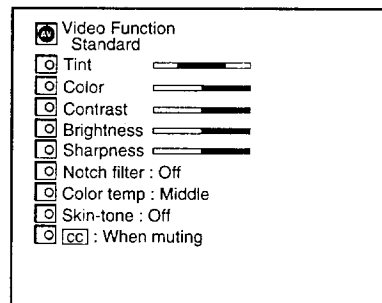 AV Video Function
Standard
Tint
Color
Contrast
Brightness
Sharpness
Notch filter : Off
Color temp : Middle
Skin-tone : Off
CC : When muting